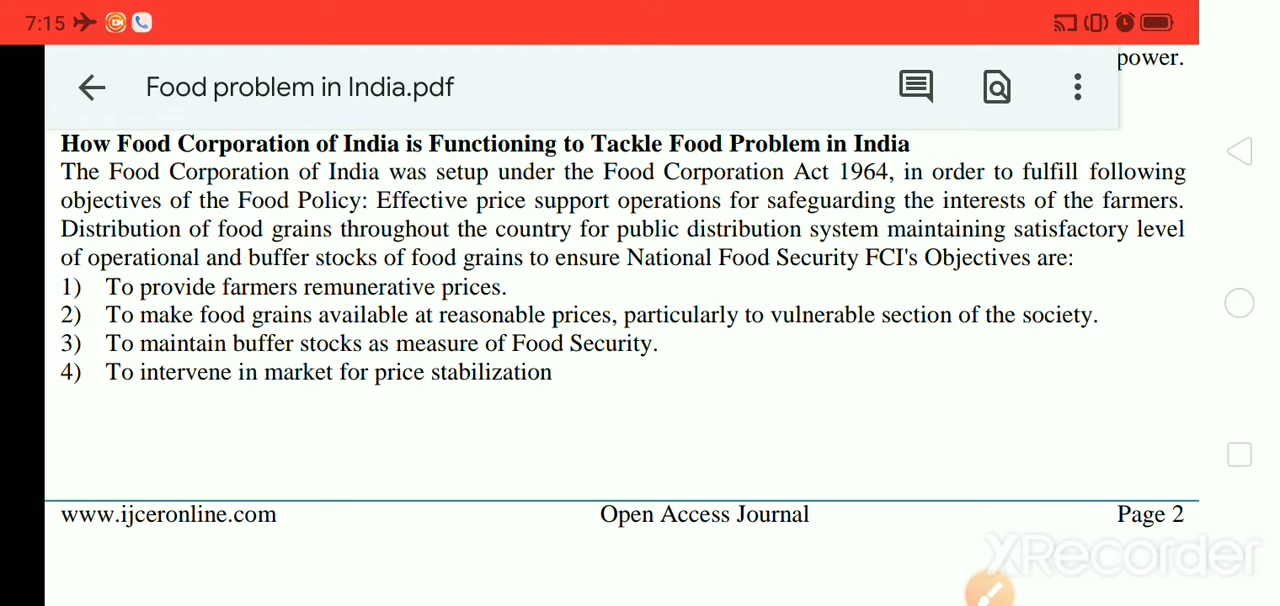 7:15
power.
Food problem in India.pdf
How Food Corporation of India is Functioning to Tackle Food Problem in India
The Food Corporation of India was setup under the Food Corporation Act 1964, in order to fulfill following
objectives of the Food Policy: Effective price support operations for safeguarding the interests of the farmers.
Distribution of food grains throughout the country for public distribution system maintaining satisfactory level
of operational and buffer stocks of food grains to ensure National Food Security FCI's Objectives are:
1) To provide farmers remunerative prices.
2) To make food grains available at reasonable prices, particularly to vulnerable section of the society.
3) To maintain buffer stocks as measure of Food Security.
4) To intervene in market for price stabilization
www.ijceronline.com Open Access Journal Page 2
XRecorder